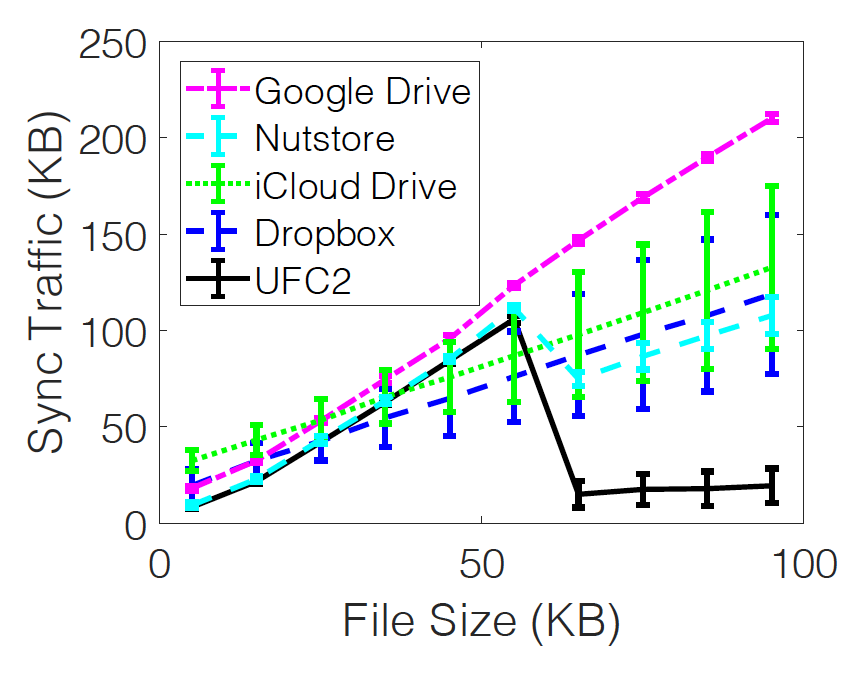 250
200
150
100
50
0
Sync Traffic (KB)
Google Drive
Nutstore
iCloud Drive
Dropbox
UFC2
0 50 100
File Size (KB)